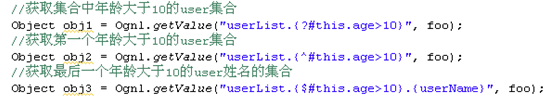 //获取集合中年龄大于10的user集合
Object obj1 = Ognl.getValue("userList.{?#this.age>10}", foo);
//获取第一个年龄大于10的user集合
Object obj2 = Ognl.getValue("userList.{^#this.age>10}", foo);
//获取最后一个年龄大于10的user姓名的集合
Object obj3 = Ognl.getValue("userList.{$#this.age>10}.{userName}", foo);